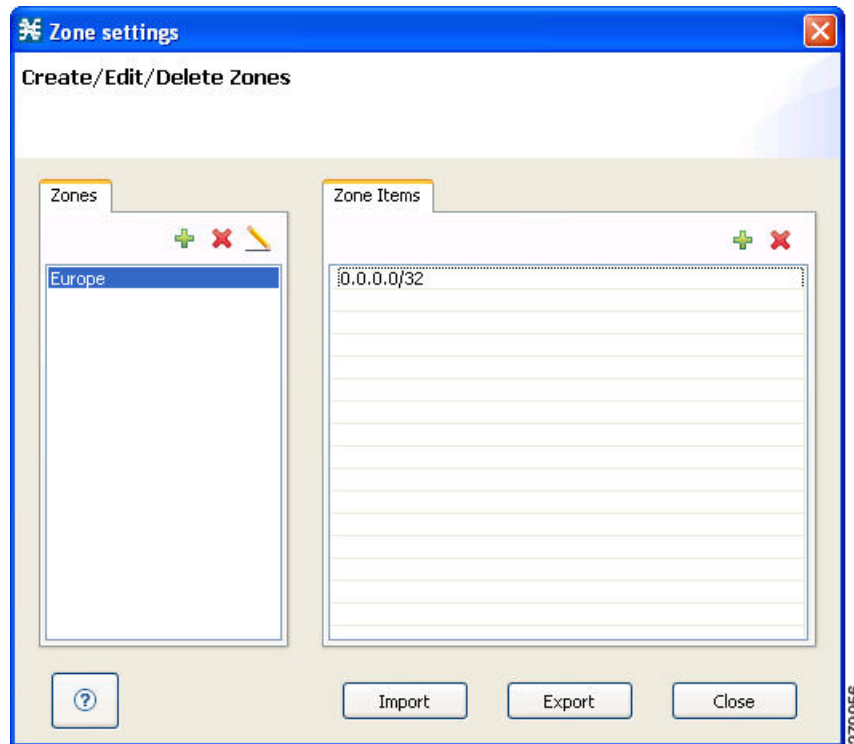 Zone settings
Create/Edit/Delete Zones
Zones
Zone Items
Europe
0.0.0.0/32
?
Import
Export
Close